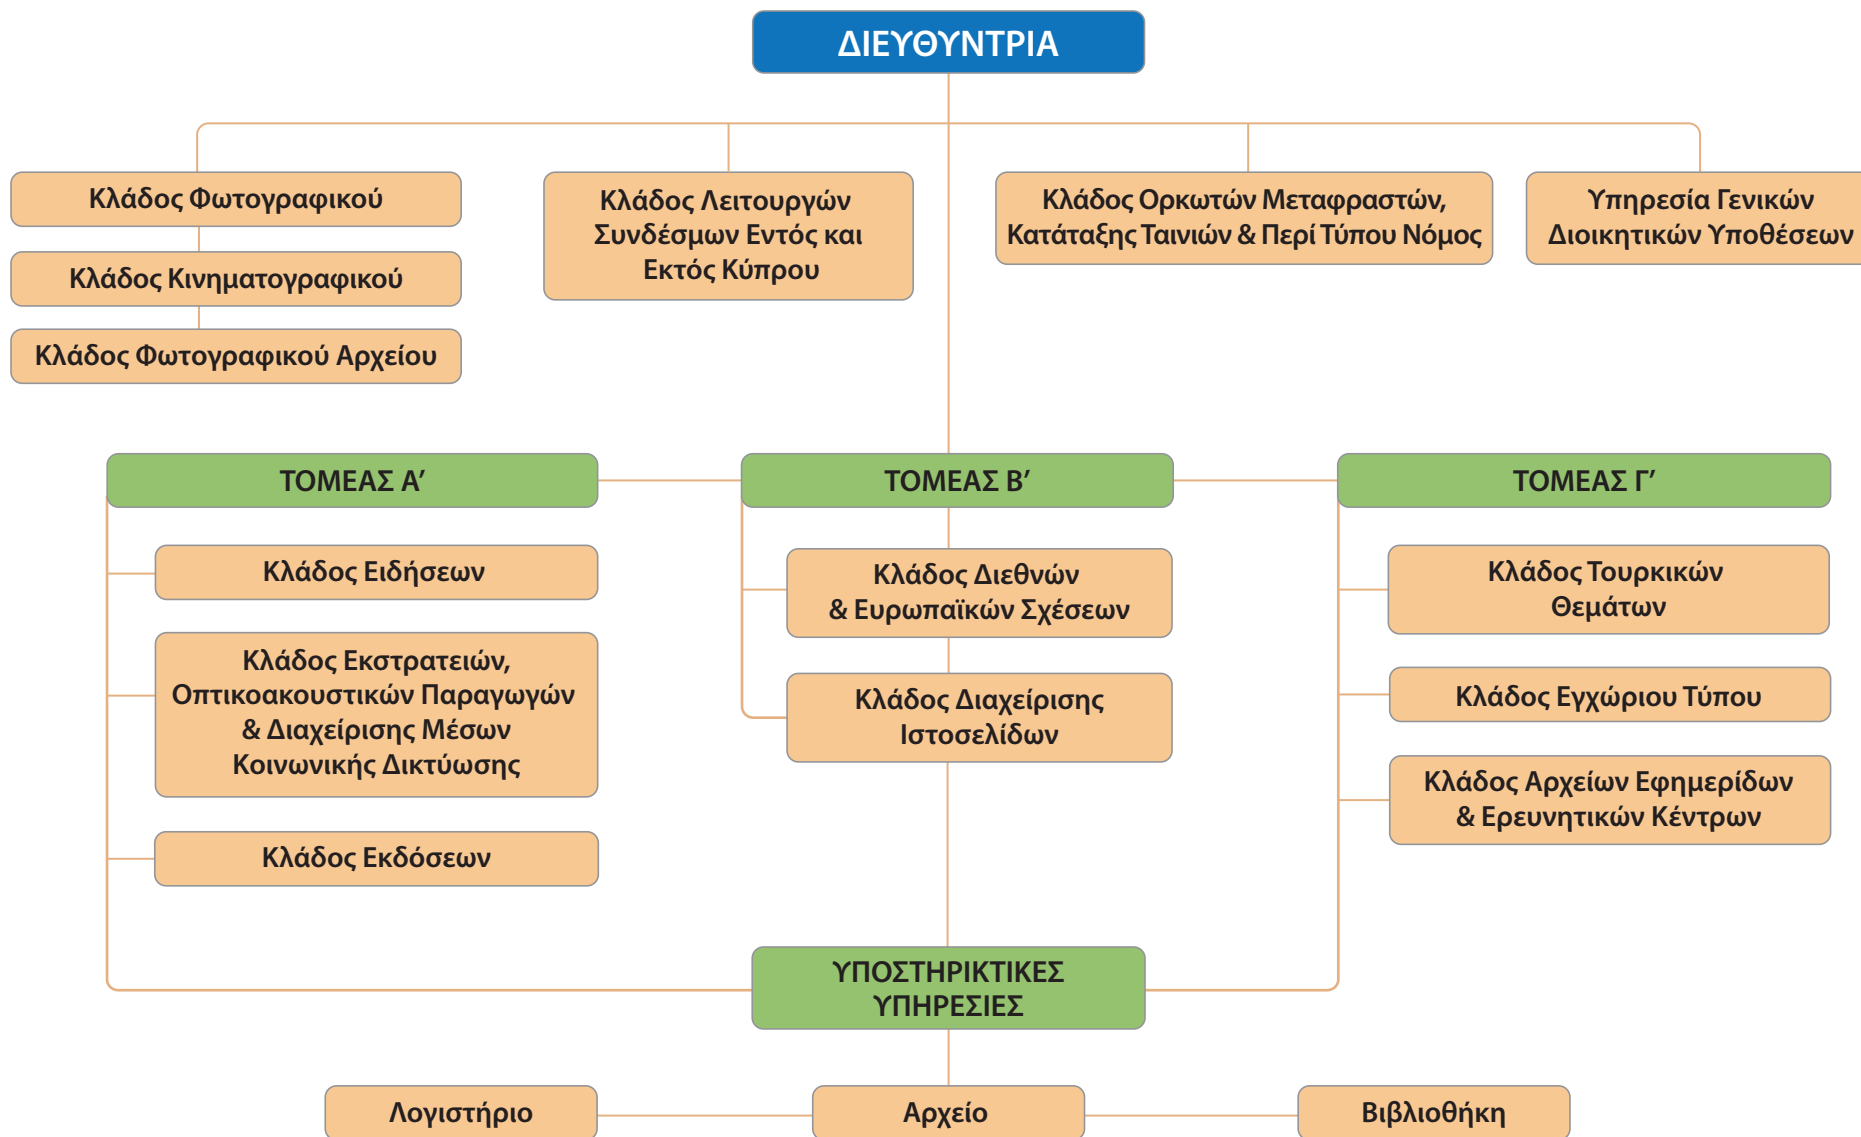 ΔΙΕΥΘΥΝΤΡΙΑ
Κλάδος Φωτογραφικού
Κλάδος Κινηματογραφικού
Κλάδος Φωτογραφικού Αρχείου
Κλάδος Λειτουργών
Συνδέσμων Εντός και
Εκτός Κύπρου
Κλάδος Ορκωτών Μεταφραστών,
Κατάταξης Ταινιών & Περί Τύπου Νόμος
Υπηρεσία Γενικών
Διοικητικών Υποθέσεων
ΤΟΜΕΑΣ Α’
Κλάδος Ειδήσεων
Κλάδος Εκστρατειών,
Οπτικοακουστικών Παραγωγών
& Διαχείρισης Μέσων
Κοινωνικής Δικτύωσης
Κλάδος Εκδόσεων
ΤΟΜΕΑΣ Β’
Κλάδος Διεθνών
& Ευρωπαϊκών Σχέσεων
Κλάδος Διαχείρισης
Ιστοσελίδων
ΤΟΜΕΑΣ Γ’
Κλάδος Τουρκικών
Θεμάτων
Κλάδος Εγχώριου Τύπου
Κλάδος Αρχείων Εφημερίδων
& Ερευνητικών Κέντρων
ΥΠΟΣΤΗΡΙΚΤΙΚΕΣ
ΥΠΗΡΕΣΙΕΣ
Λογιστήριο
Αρχείο
Βιβλιοθήκη